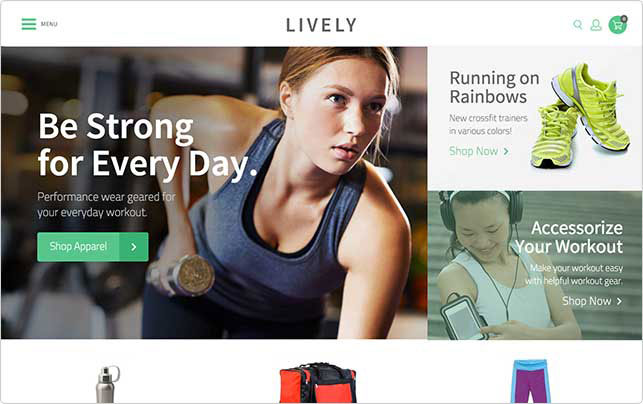 MENU
LIVELY
0
Be Strong
for Every Day.
Performance wear geared for
your everyday workout.
Shop Apparel
Running on
Rainbows
New crossfit trainers
in various colors!
Shop Now
Accessorize
Your Workout
Make your workout easy
with helpful workout gear.
Shop Now